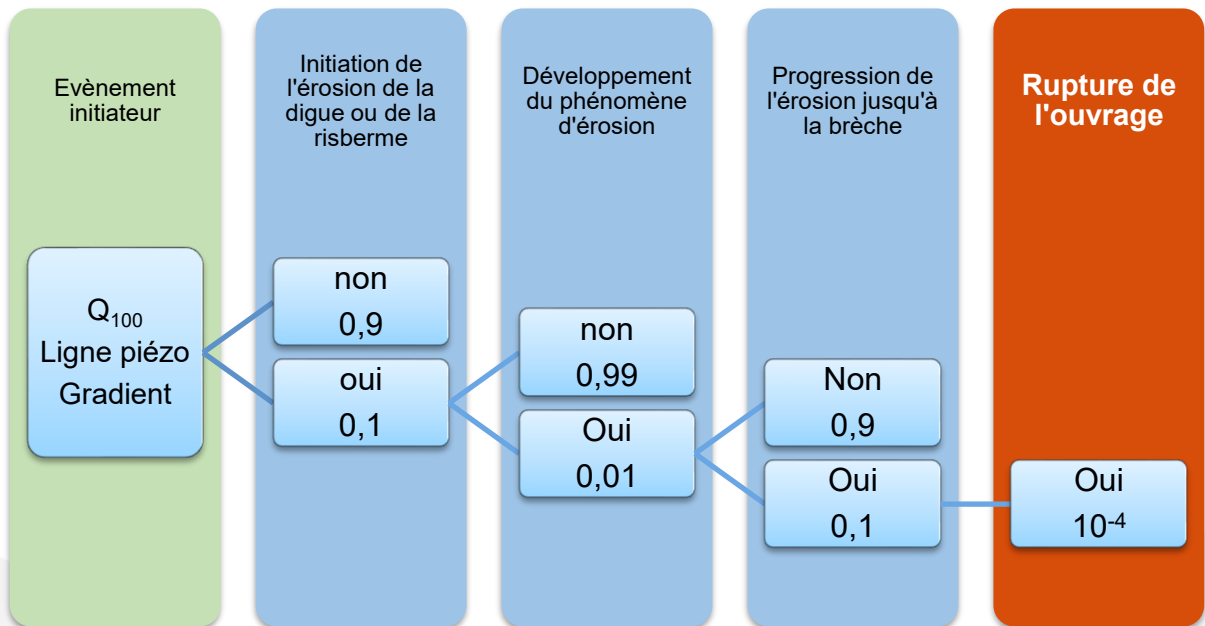 Evènement
initiateur
Initiation de
l'érosion de la
digue ou de la
risberme
Développement
du phénomène
d'érosion
Progression de
l'érosion jusqu'à
la brèche
Rupture de
l'ouvrage
Q100
Ligne piézo
Gradient
non
0,9
oui
0,1
non
0,99
Oui
0,01
Non
0,9
Oui
0,1
Oui
10-4